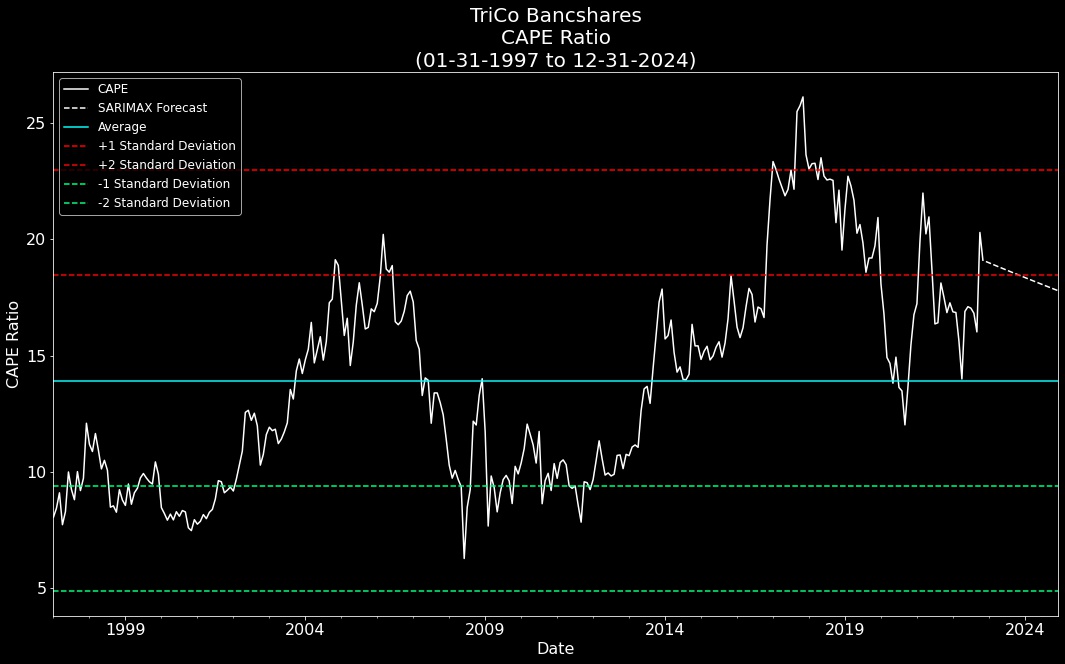 TriCo Bancshares
CAPE Ratio
(01-31-1997 to 12-31-2024)
CAPE
SARIMAX Forecast
Average
+1 Standard Deviation
+2 Standard Deviation
-1 Standard Deviation
-2 Standard Deviation
25
20
15
10
5
CAPE Ratio
1999 2004 2009 2014 2019 2024
Date